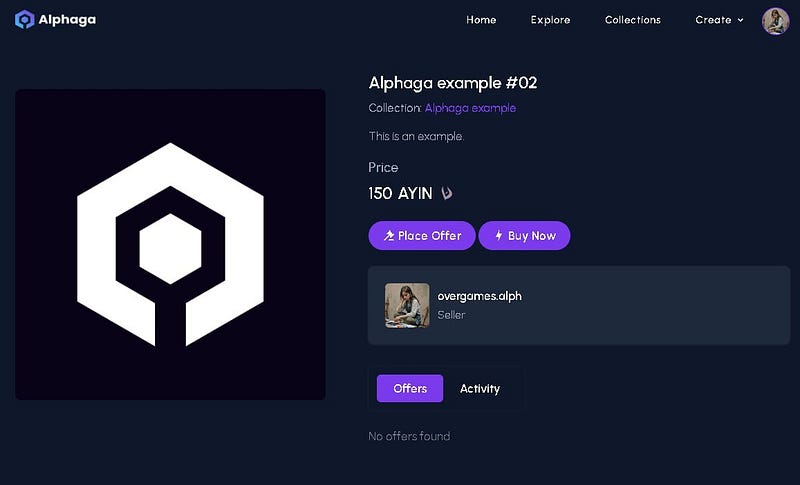 Alphaga
Home
Explore
Collections
Create
Alphaga example #02
Collection: Alphaga example
This is an example.
Price
150 AYIN
Place Offer
Buy Now
overgames.alph
Seller
Offers
Activity
No offers found